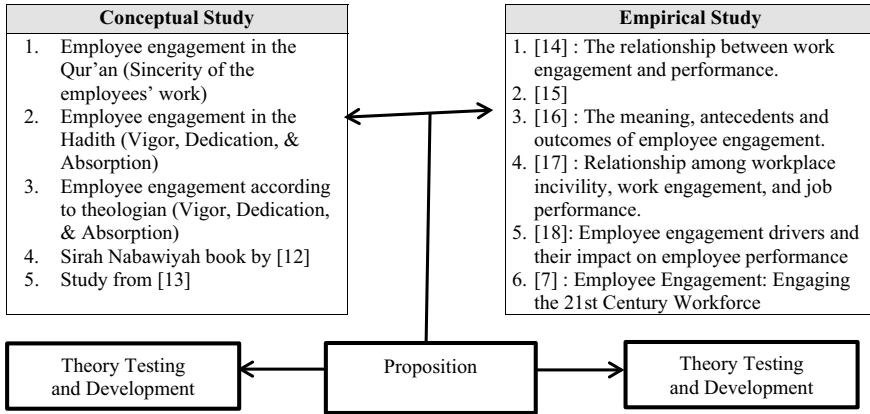 Conceptual Study
1. Employee engagement in the
Qur’an (Sincerity of the
employees’ work)
2. Employee engagement in the
Hadith (Vigor, Dedication, &
Absorption)
3. Employee engagement according
to theologian (Vigor, Dedication,
& Absorption)
4. Sirah Nabawiyah book by [12]
5. Study from [13]
Empirical Study
1. [14] : The relationship between work
engagement and performance.
2. [15]
3. [16] : The meaning, antecedents and
outcomes of employee engagement.
4. [17] : Relationship among workplace
incivility, work engagement, and job
performance.
5. [18]: Employee engagement drivers and
their impact on employee performance
6. [7] : Employee Engagement: Engaging
the 21st Century Workforce
Theory Testing
and Development
Proposition
Theory Testing
and Development